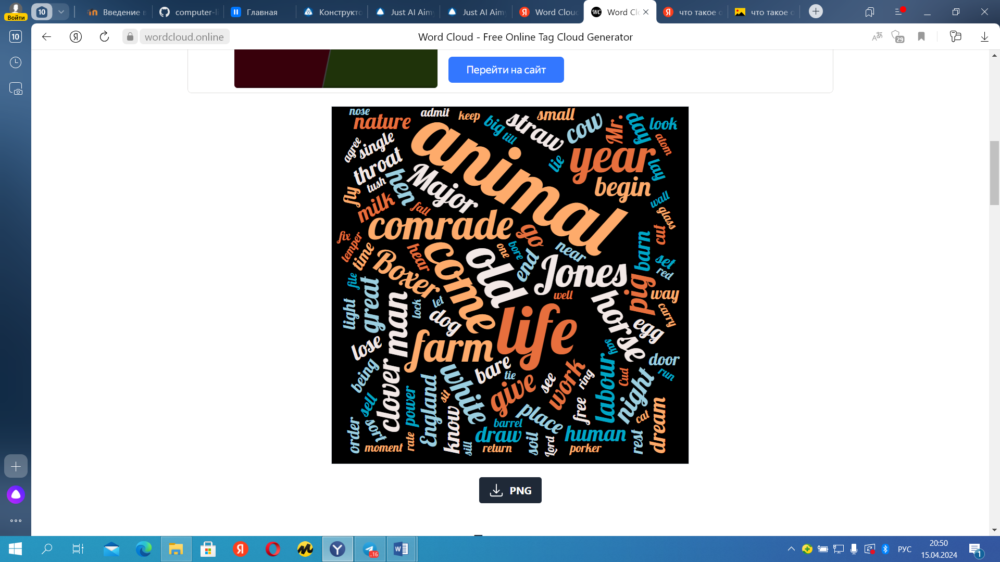 10 Введение в computer-li Главная Конструкто Just AI Aimy Just AI Aimy Word Clou Word Cl что такое о что такое о
Войти
10 wordcloud.online Word Cloud - Free Online Tag Cloud Generator 29
Перейти на сайт
nose admit keep small
nature big straw cow Mr. day look
till
agree single animal atom
throat lie year lay
tush hen Major begin
fly wall
milk fall glass
comrade go cut
fix temper time hear one bore near barn set
Boxer come old end Jones red
file great well pig way
light man lock let dog life horse carry
egg
lose farm say
being clover bare tie door
white give see work ring labour Cud run
sell power England sit night
place free cat dream
order sort know barrel
draw soil human rest
moment rate sill return Lord porker
PNG
20:50
РУС
..16
15.04.2024
1